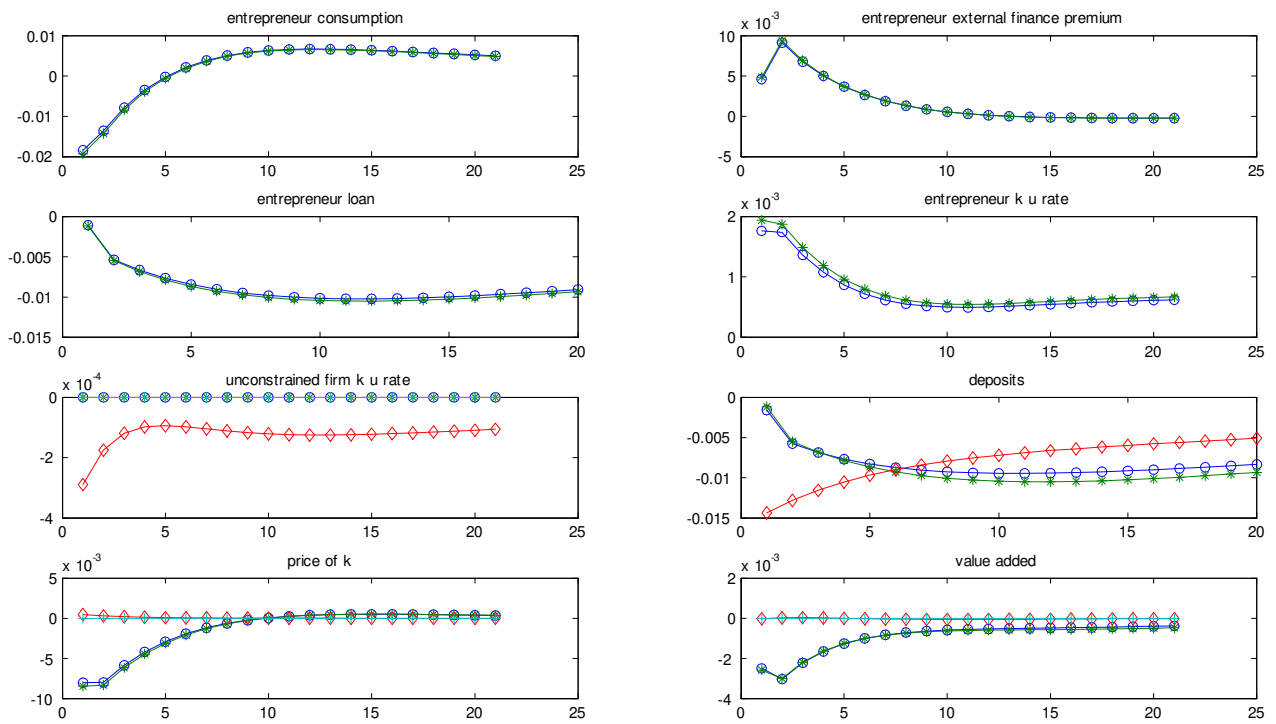 entrepreneur consumption
0.01
0
-0.01
-0.02
0 5 10 15 20 25
entrepreneur external finance premium
x 10^-3
10
5
0
-5
0 5 10 15 20 25
entrepreneur loan
0
-0.005
-0.01
-0.015
0 5 10 15 20
entrepreneur k u rate
x 10^-3
2
1
0
0 5 10 15 20 25
unconstrained firm k u rate
x 10^-4
0
-2
-4
0 5 10 15 20 25
deposits
0
-0.005
-0.01
-0.015
0 5 10 15 20
price of k
x 10^-3
5
0
-5
-10
0 5 10 15 20 25
value added
x 10^-3
2
0
-2
-4
0 5 10 15 20 25